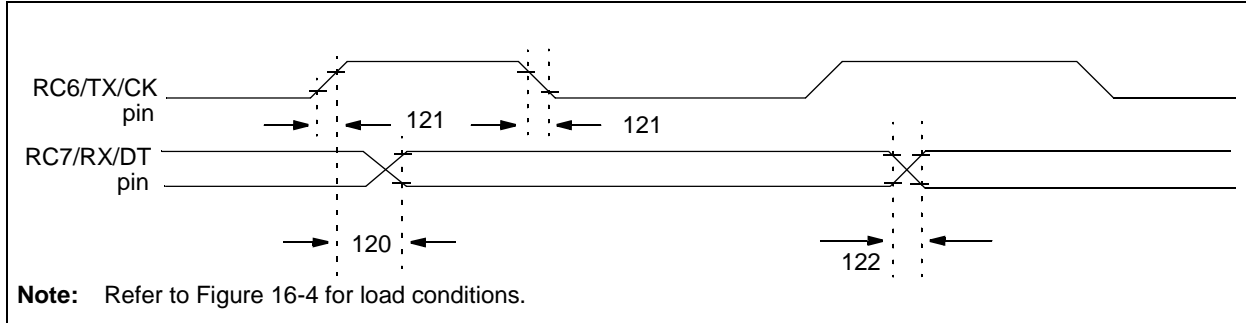 RC6/TX/CK
pin
121
121
RC7/RX/DT
pin
120
122
Note: Refer to Figure 16-4 for load conditions.